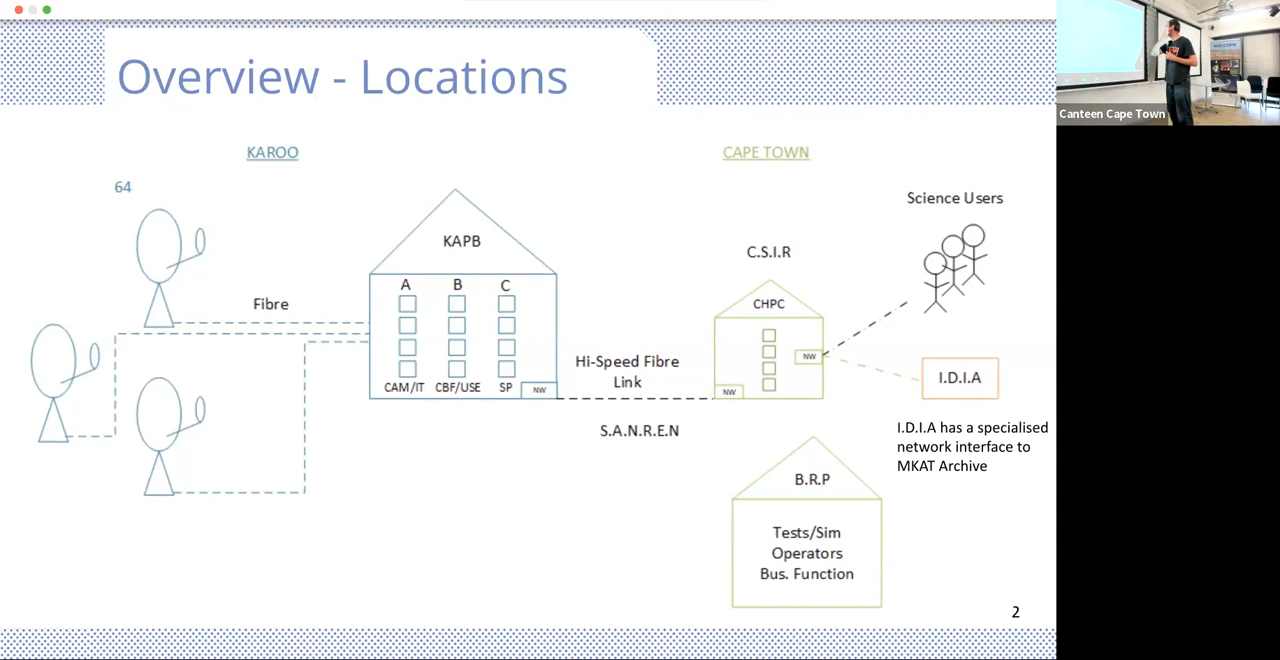 Overview - Locations
KAROO
CAPE TOWN
64
Science Users
KAPB
C.S.I.R
A B C
CHPC
Fibre
NW
Hi-Speed Fibre
Link
I.D.I.A
CAM/IT CBF/USE SP NW
NW
S.A.N.R.E.N
I.D.I.A has a specialised
network interface to
MKAT Archive
B.R.P
Tests/Sim
Operators
Bus. Function
2
WELCOME
Canteen Cape Town